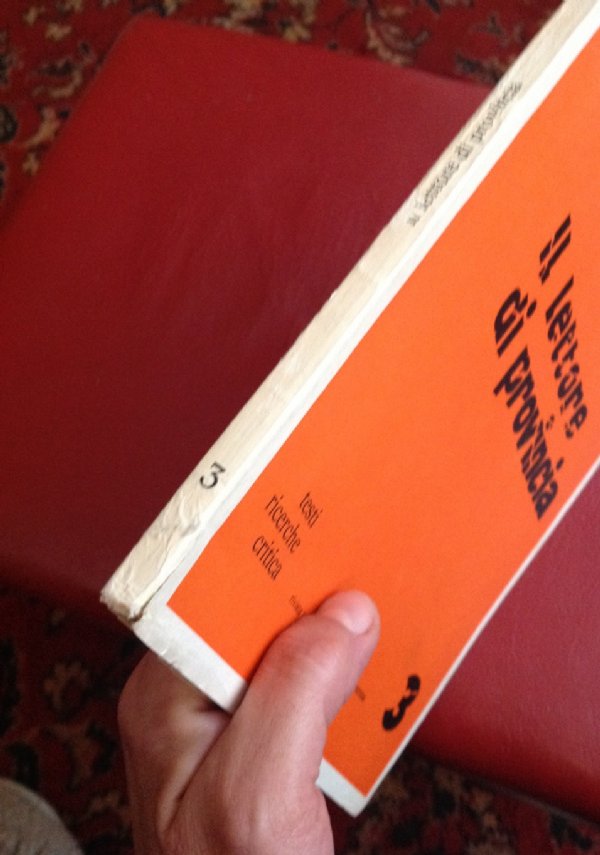 il lettore di provincia
3
Il lettore
di provincia
testi
ricerche
critica
3